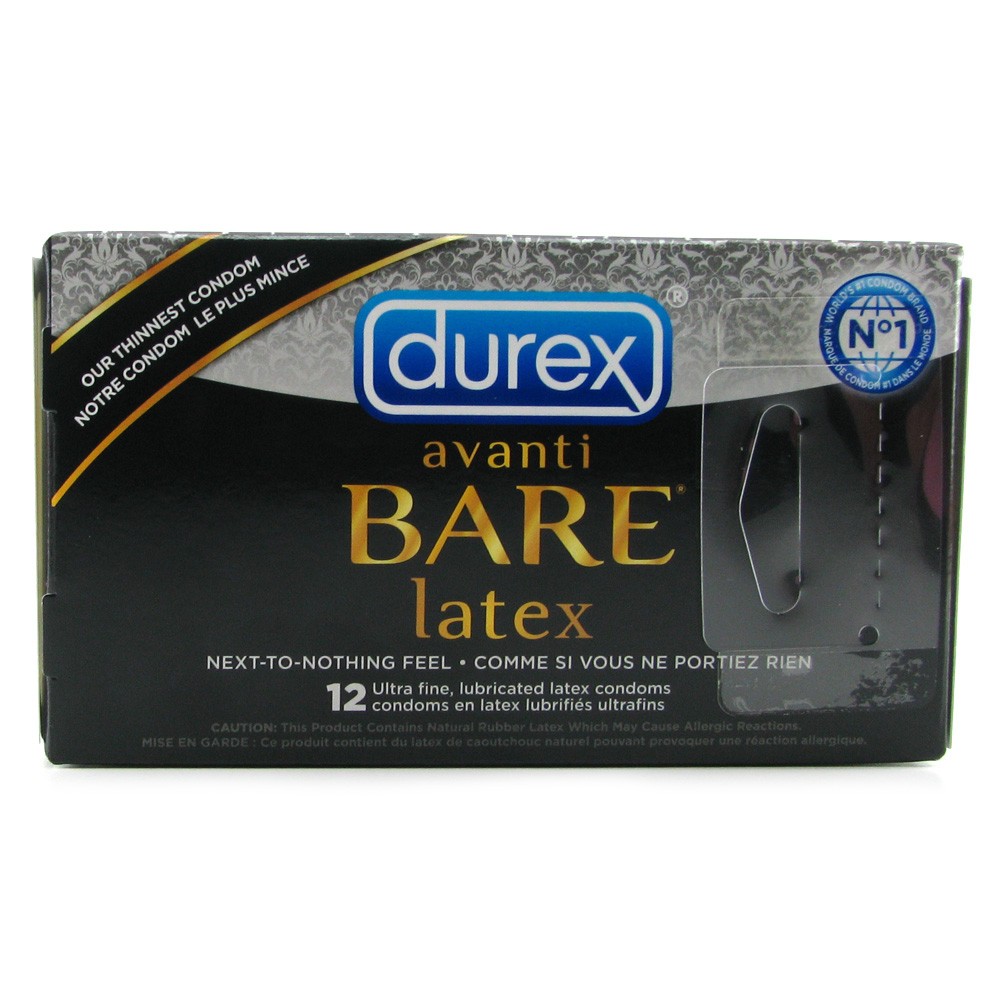 OUR THINNEST CONDOM
NOTRE CONDOM LE PLUS MINCE
durex®
WORLD'S #1 CONDOM BRAND
Nº1
MARQUE DE CONDOM #1 DANS LE MONDE
avanti
BARE®
latex
NEXT-TO-NOTHING FEEL • COMME SI VOUS NE PORTIEZ RIEN
12 Ultra fine, lubricated latex condoms
condoms en latex lubrifiés ultrafins
CAUTION: This Product Contains Natural Rubber Latex Which May Cause Allergic Reactions.
MISE EN GARDE : Ce produit contient du latex de caoutchouc naturel pouvant provoquer une réaction allergique.